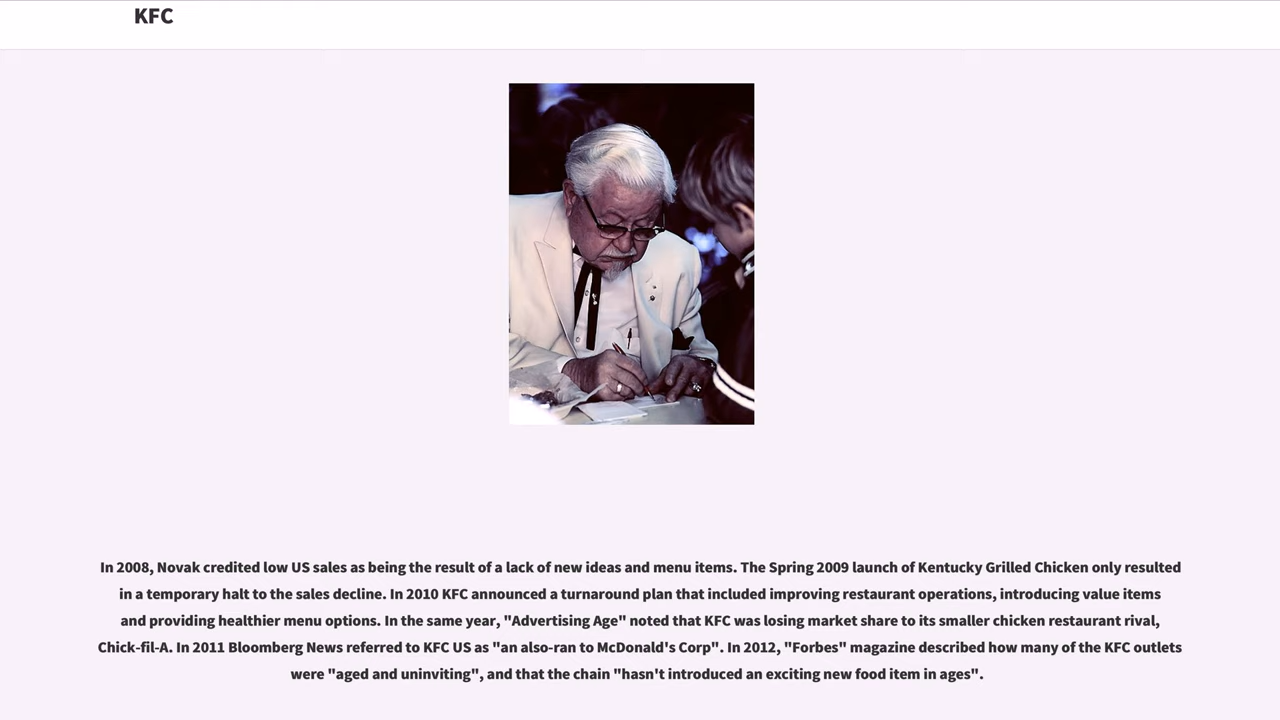 KFC
In 2008, Novak credited low US sales as being the result of a lack of new ideas and menu items. The Spring 2009 launch of Kentucky Grilled Chicken only resulted
in a temporary halt to the sales decline. In 2010 KFC announced a turnaround plan that included improving restaurant operations, introducing value items
and providing healthier menu options. In the same year, "Advertising Age" noted that KFC was losing market share to its smaller chicken restaurant rival,
Chick-fil-A. In 2011 Bloomberg News referred to KFC US as "an also-ran to McDonald's Corp". In 2012, "Forbes" magazine described how many of the KFC outlets
were "aged and uninviting", and that the chain "hasn't introduced an exciting new food item in ages".